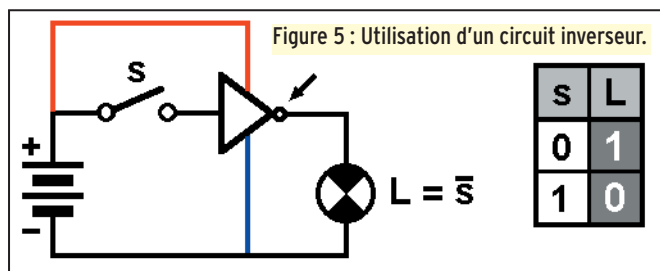 Figure 5 : Utilisation d'un circuit inverseur.
S
+
−
L = s̅
S L
0 1
1 0